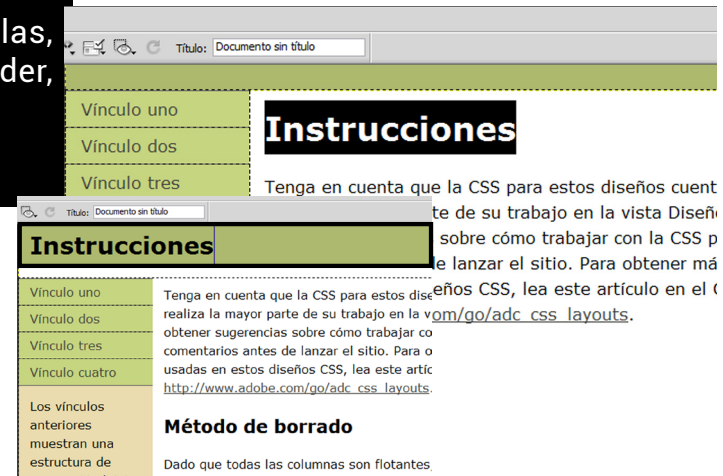 las,
der,
Título: Documento sin título
Vínculo uno
Vínculo dos
Vínculo tres
Instrucciones
Tenga en cuenta que la CSS para estos diseños cuent
te de su trabajo en la vista Diseñ
sobre cómo trabajar con la CSS p
le lanzar el sitio. Para obtener má
eños CSS, lea este artículo en el
om/go/adc_css_layouts.
Título: Documento sin título
Instrucciones
Vínculo uno
Vínculo dos
Vínculo tres
Vínculo cuatro
Los vínculos
anteriores
muestran una
estructura de
Tenga en cuenta que la CSS para estos dise
realiza la mayor parte de su trabajo en la v
obtener sugerencias sobre cómo trabajar co
comentarios antes de lanzar el sitio. Para o
usadas en estos diseños CSS, lea este artíc
http://www.adobe.com/go/adc_css_layouts.
Método de borrado
Dado que todas las columnas son flotantes,